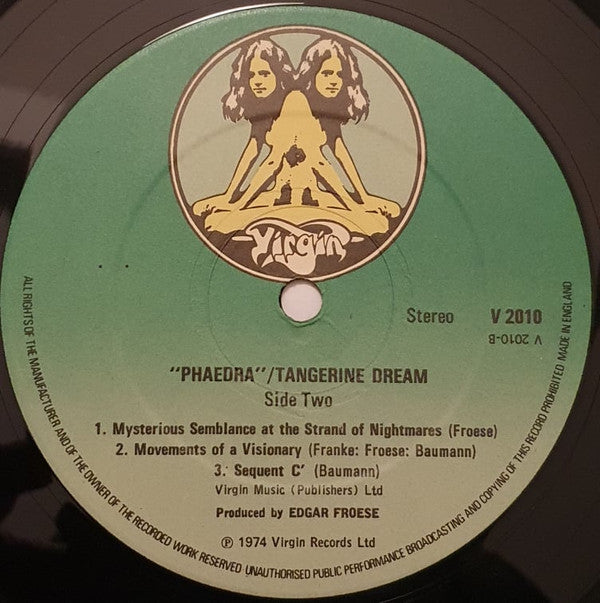 Virgin
Stereo V 2010
V 2010-B
"PHAEDRA"/TANGERINE DREAM
Side Two
1. Mysterious Semblance at the Strand of Nightmares (Froese)
2. Movements of a Visionary (Franke: Froese: Baumann)
3. Sequent C' (Baumann)
Virgin Music (Publishers) Ltd
Produced by EDGAR FROESE
℗ 1974 Virgin Records Ltd
ALL RIGHTS OF THE MANUFACTURER AND OF THE OWNER OF THE RECORDED WORK RESERVED · UNAUTHORISED PUBLIC PERFORMANCE BROADCASTING AND COPYING OF THIS RECORD PROHIBITED MADE IN ENGLAND